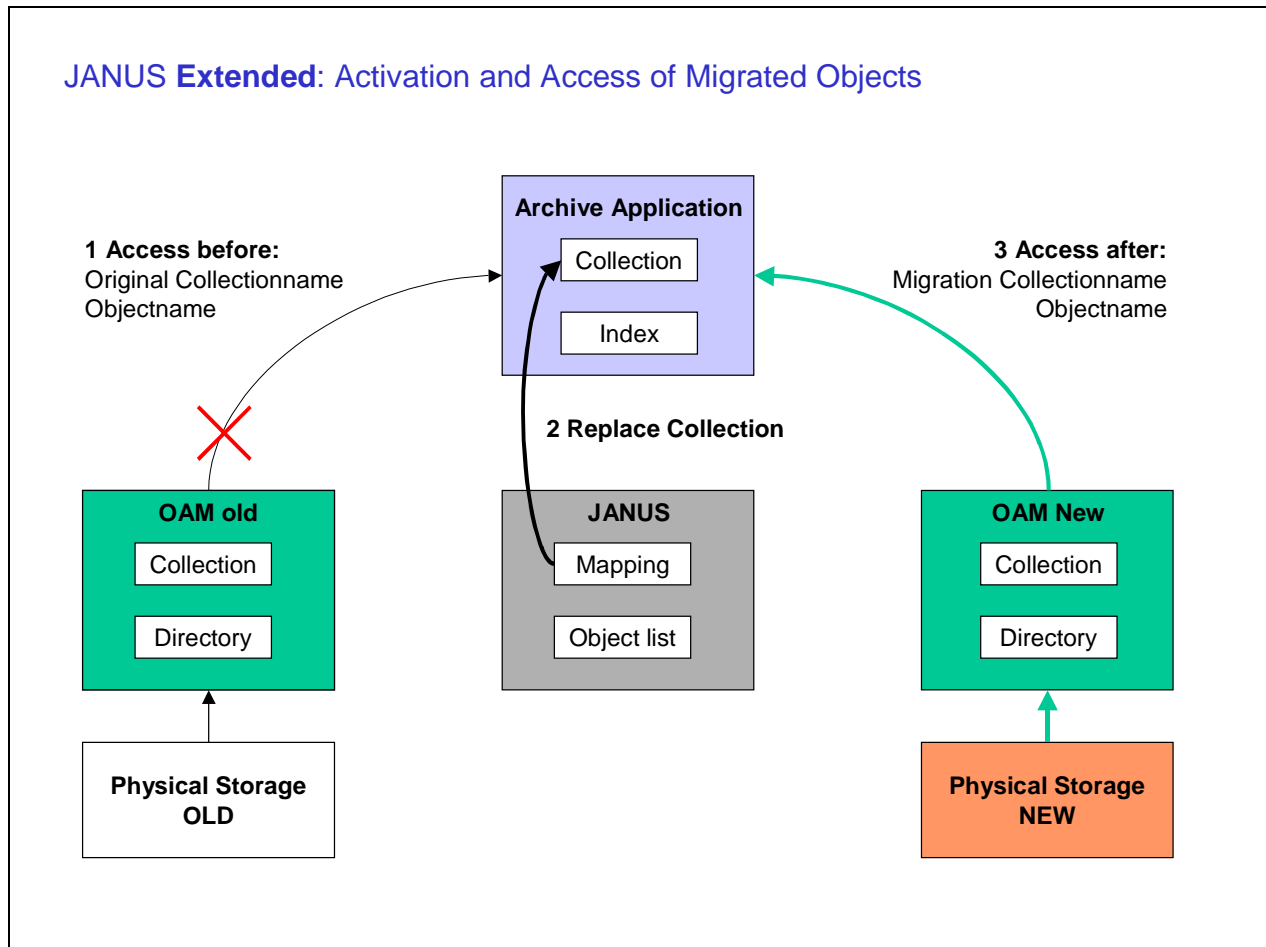 JANUS Extended: Activation and Access of Migrated Objects
Archive Application
Collection
Index
1 Access before:
Original Collectionname
Objectname
3 Access after:
Migration Collectionname
Objectname
2 Replace Collection
OAM old
Collection
Directory
JANUS
Mapping
Object list
OAM New
Collection
Directory
Physical Storage
OLD
Physical Storage
NEW